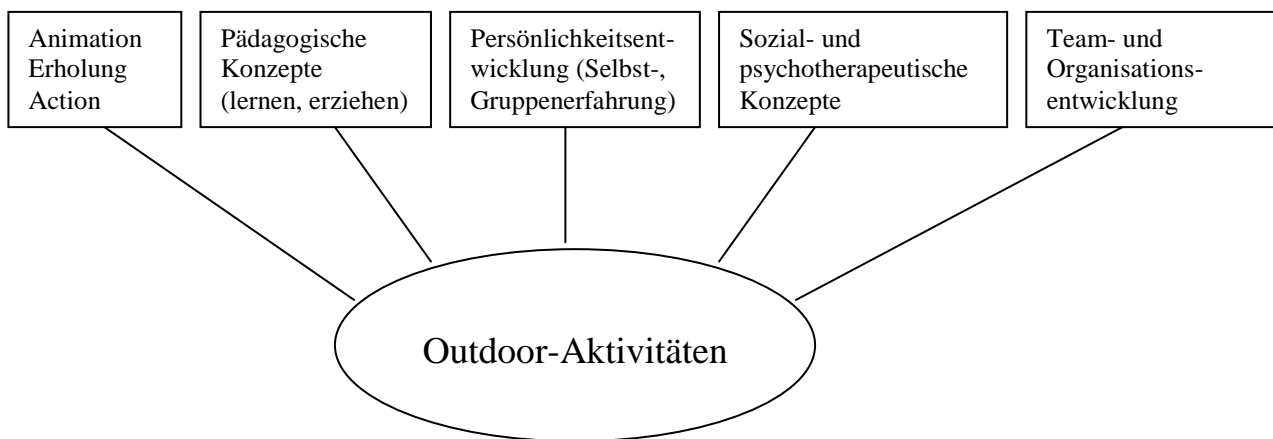 Animation
Erholung
Action
Pädagogische
Konzepte
(lernen, erziehen)
Persönlichkeitsent-
wicklung (Selbst-,
Gruppenerfahrung)
Sozial- und
psychotherapeutische
Konzepte
Team- und
Organisations-
entwicklung
Outdoor-Aktivitäten